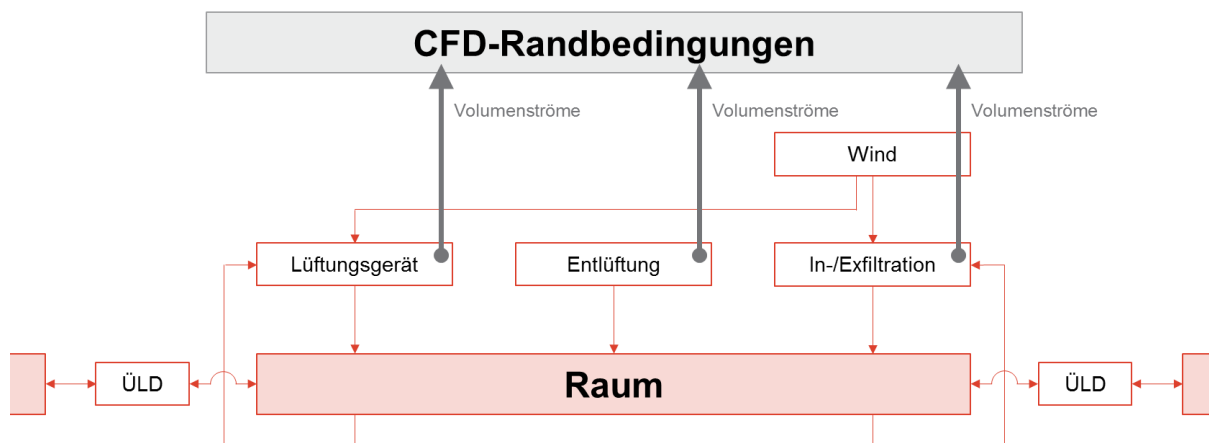 CFD-Randbedingungen
Volumenströme
Volumenströme
Volumenströme
Wind
Lüftungsgerät
Entlüftung
In-/Exfiltration
ÜLD
Raum
ÜLD